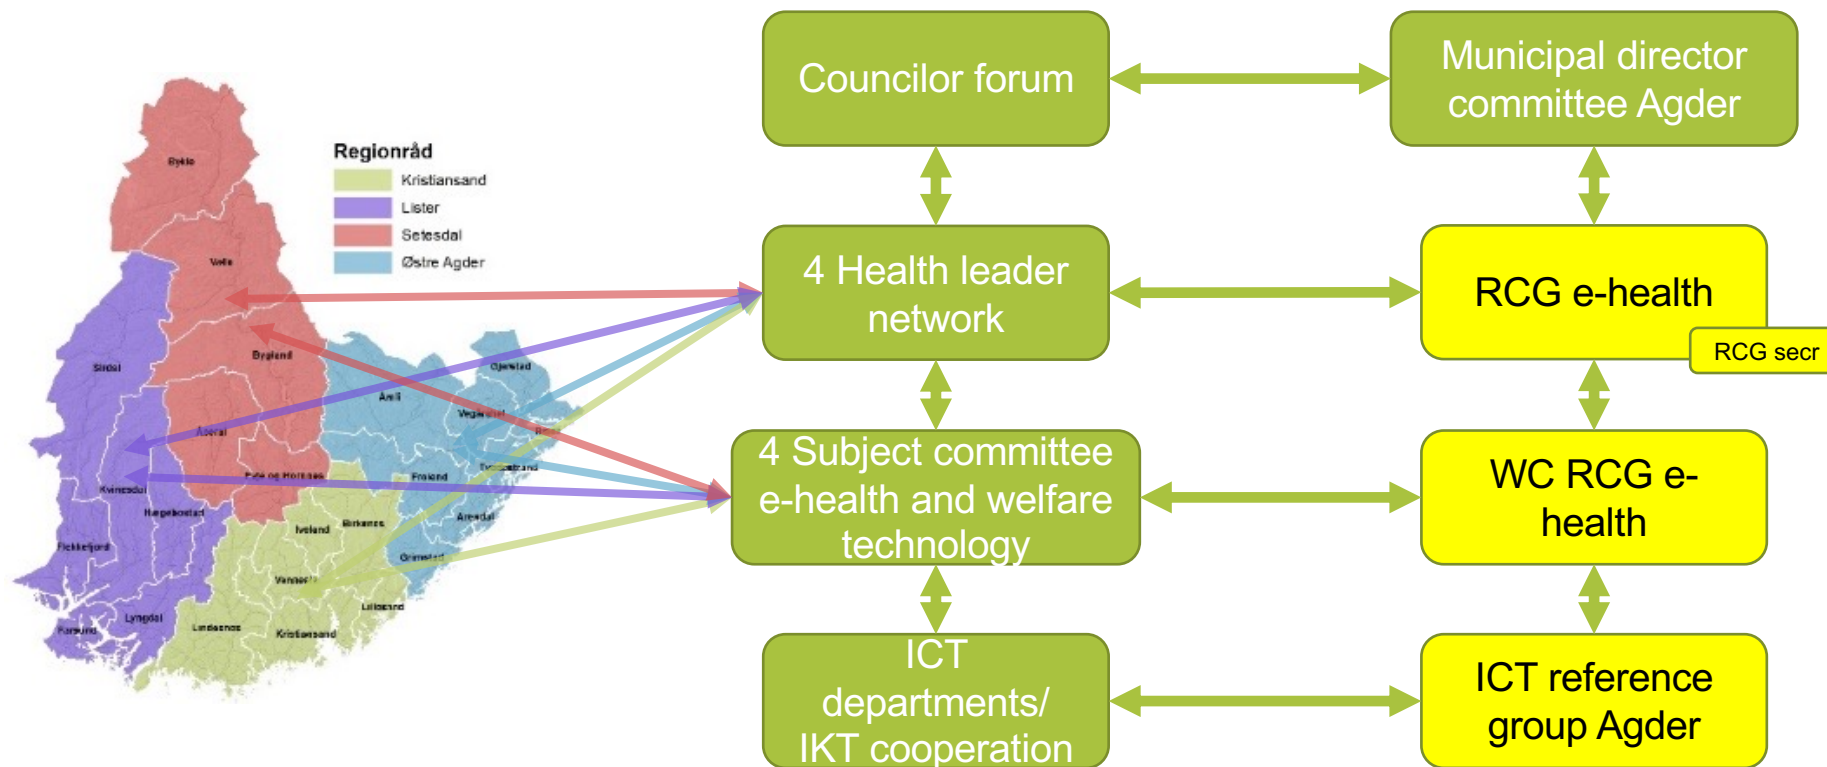 Regionråd
Kristiansand
Lister
Setesdal
Østre Agder
Bykle
Valle
Bygland
Sirdal
Åseral
Kvinesdal
Hægebostad
Flekkefjord
Farsund
Lyngdal
Lindesnes
Kristiansand
Lillesand
Iveland
Birkenes
Åmli
Gjerstad
Vegårshei
Froland
Arendal
Grimstad
Councilor forum
Municipal director
committee Agder
4 Health leader
network
RCG e-health
RCG secr
4 Subject committee
e-health and welfare
technology
WC RCG e-
health
ICT
departments/
IKT cooperation
ICT reference
group Agder